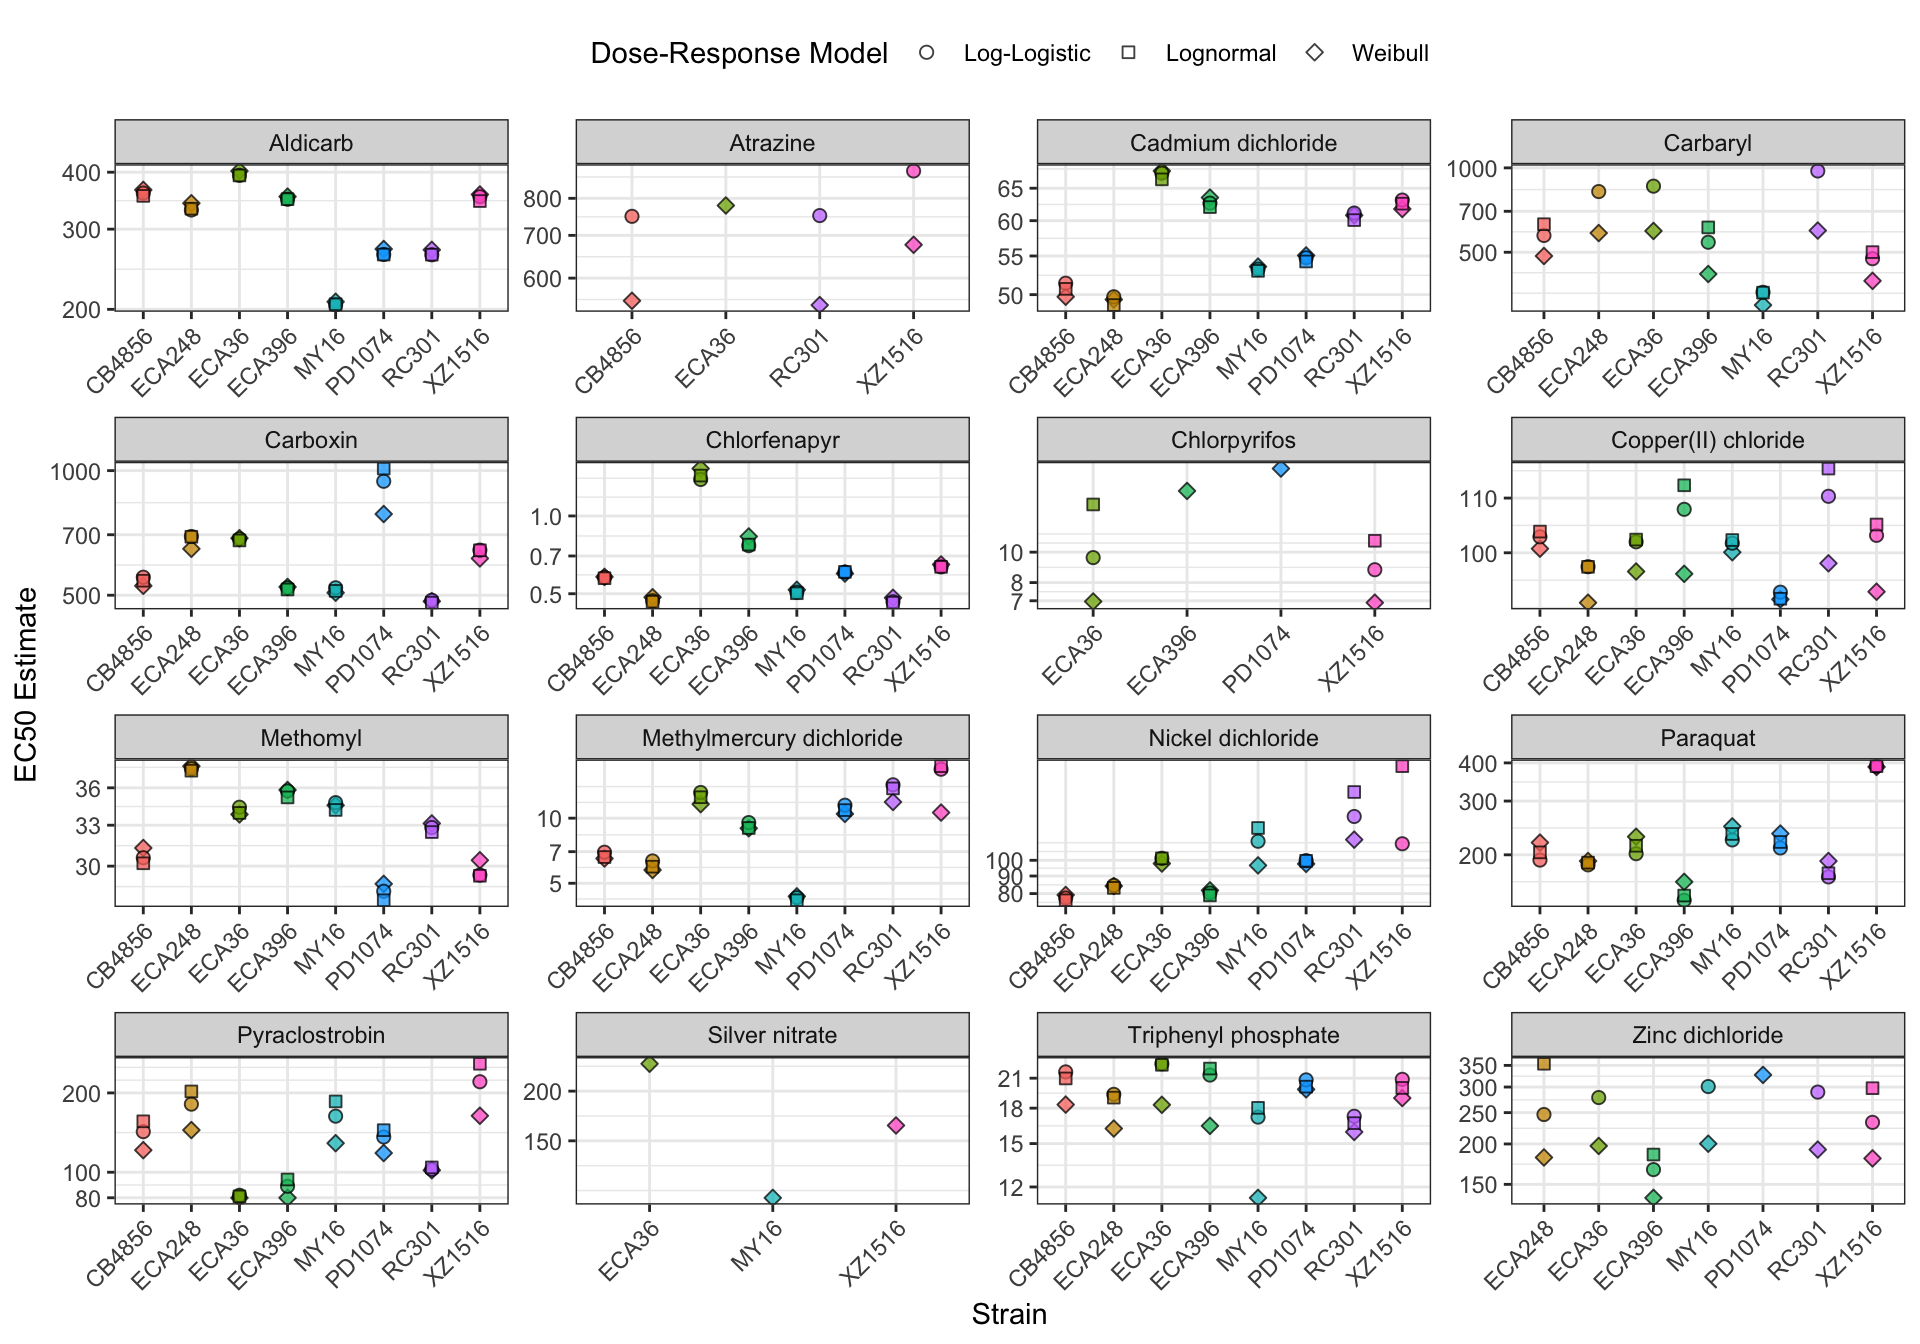 Dose-Response Model Log-Logistic Lognormal Weibull
Aldicarb Atrazine Cadmium dichloride Carbaryl
400
300
200
CB4856 ECA248 ECA36 ECA396 MY16 PD1074 RC301 XZ1516
800
700
600
CB4856 ECA36 RC301 XZ1516
65
60
55
50
CB4856 ECA248 ECA36 ECA396 MY16 PD1074 RC301 XZ1516
1000
700
500
CB4856 ECA248 ECA36 ECA396 MY16 RC301 XZ1516
Carboxin Chlorfenapyr Chlorpyrifos Copper(II) chloride
1000
700
500
CB4856 ECA248 ECA36 ECA396 MY16 PD1074 RC301 XZ1516
1.0
0.7
0.5
CB4856 ECA248 ECA36 ECA396 MY16 PD1074 RC301 XZ1516
10
8
7
ECA36 ECA396 PD1074 XZ1516
110
100
CB4856 ECA248 ECA36 ECA396 MY16 PD1074 RC301 XZ1516
EC50 Estimate
Methomyl Methylmercury dichloride Nickel dichloride Paraquat
36
33
30
CB4856 ECA248 ECA36 ECA396 MY16 PD1074 RC301 XZ1516
10
7
5
CB4856 ECA248 ECA36 ECA396 MY16 PD1074 RC301 XZ1516
100
90
80
CB4856 ECA248 ECA36 ECA396 MY16 PD1074 RC301 XZ1516
400
300
200
CB4856 ECA248 ECA36 ECA396 MY16 PD1074 RC301 XZ1516
Pyraclostrobin Silver nitrate Triphenyl phosphate Zinc dichloride
200
100
80
CB4856 ECA248 ECA36 ECA396 MY16 PD1074 RC301 XZ1516
200
150
ECA36 MY16 XZ1516
21
18
15
12
CB4856 ECA248 ECA36 ECA396 MY16 PD1074 RC301 XZ1516
350
300
250
200
150
ECA248 ECA36 ECA396 MY16 PD1074 RC301 XZ1516
Strain